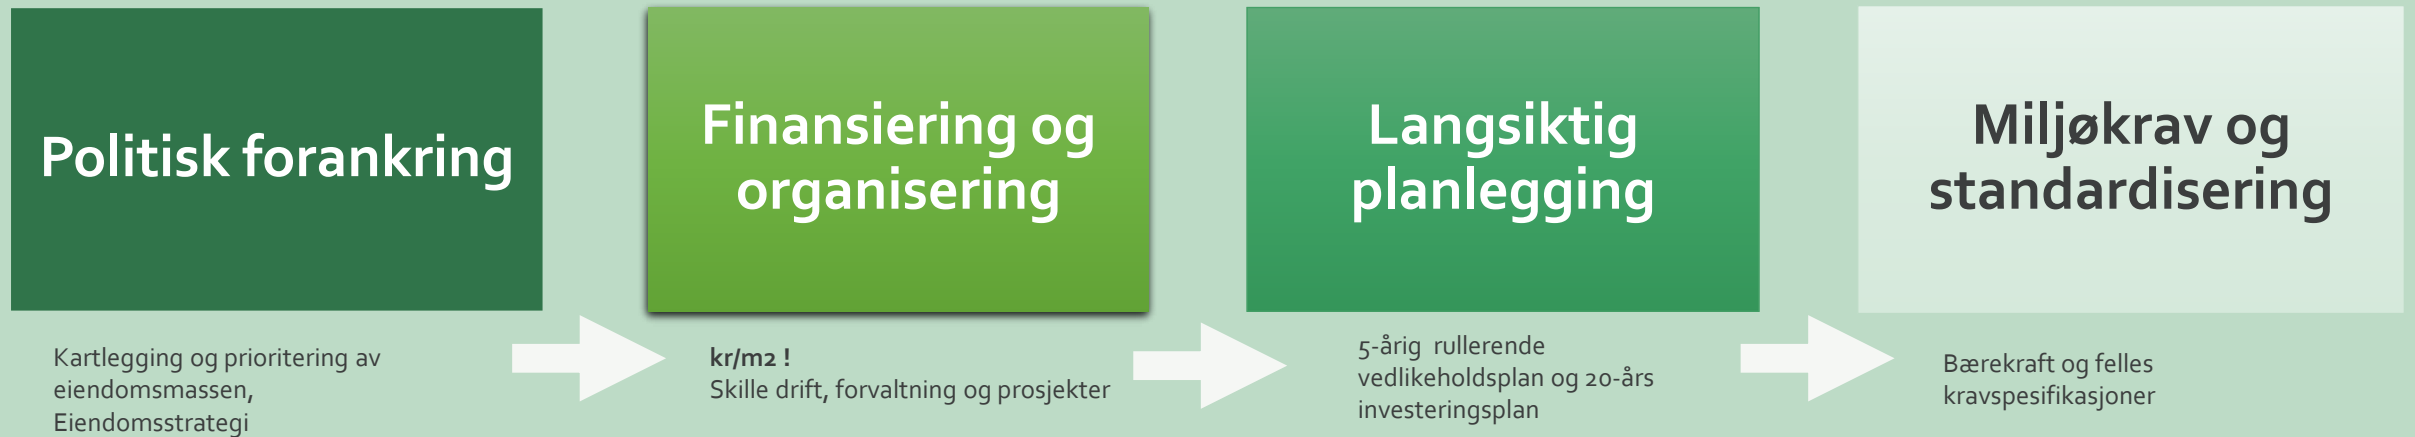 Politisk forankring
Kartlegging og prioritering av
eiendomsmassen,
Eiendomsstrategi
Finansiering og
organisering
kr/m2 !
Skille drift, forvaltning og prosjekter
Langsiktig
planlegging
5-årig  rullerende
vedlikeholdsplan og 20-års
investeringsplan
Miljøkrav og
standardisering
Bærekraft og felles
kravspesifikasjoner